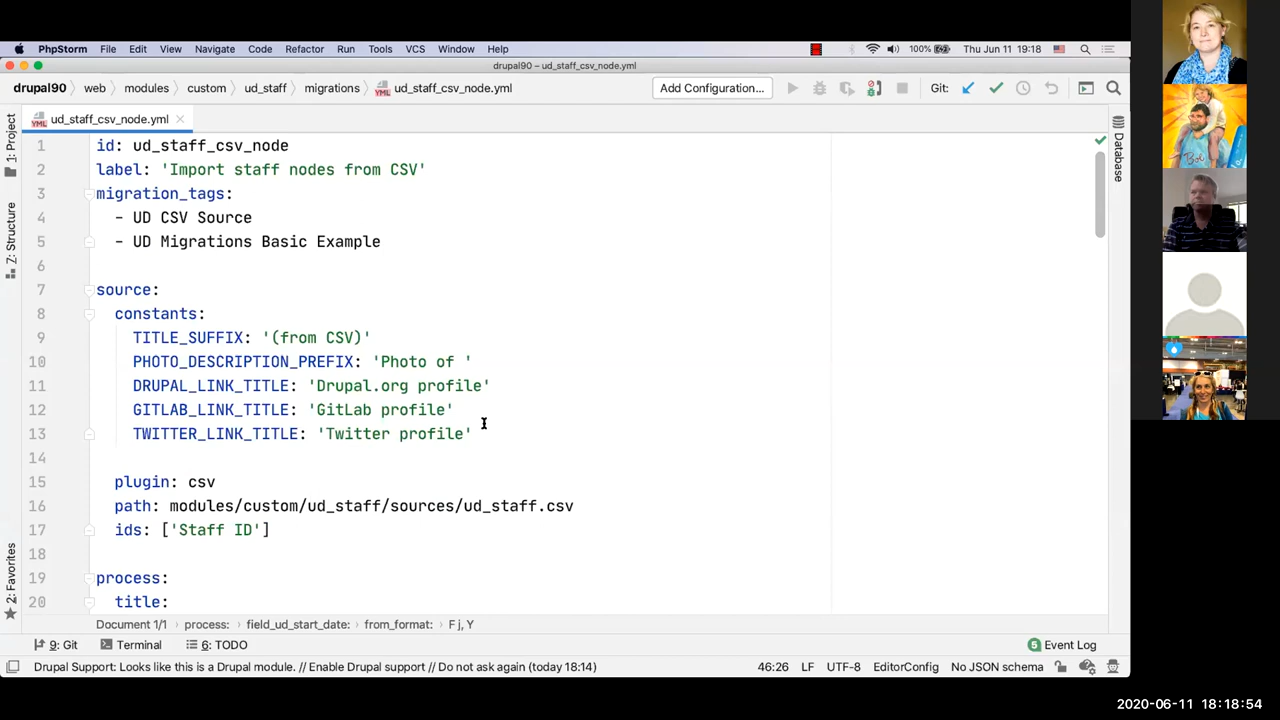 PhpStorm File Edit View Navigate Code Refactor Run Tools VCS Window Help 100% Thu Jun 11 19:18
drupal90 – ud_staff_csv_node.yml
drupal90 web modules custom ud_staff migrations YML ud_staff_csv_node.yml Add Configuration... Git:
YML ud_staff_csv_node.yml
1: Project
Z: Structure
2: Favorites
Database
1 id: ud_staff_csv_node
2 label: 'Import staff nodes from CSV'
3 migration_tags:
4 - UD CSV Source
5 - UD Migrations Basic Example
6
7 source:
8 constants:
9 TITLE_SUFFIX: '(from CSV)'
10 PHOTO_DESCRIPTION_PREFIX: 'Photo of '
11 DRUPAL_LINK_TITLE: 'Drupal.org profile'
12 GITLAB_LINK_TITLE: 'GitLab profile'
13 TWITTER_LINK_TITLE: 'Twitter profile'
14
15 plugin: csv
16 path: modules/custom/ud_staff/sources/ud_staff.csv
17 ids: ['Staff ID']
18
19 process:
20 title:
Document 1/1 process: field_ud_start_date: from_format: F j, Y
9: Git Terminal 6: TODO 5 Event Log
Drupal Support: Looks like this is a Drupal module. // Enable Drupal support // Do not ask again (today 18:14) 46:26 LF UTF-8 EditorConfig No JSON schema
2020-06-11 18:18:54